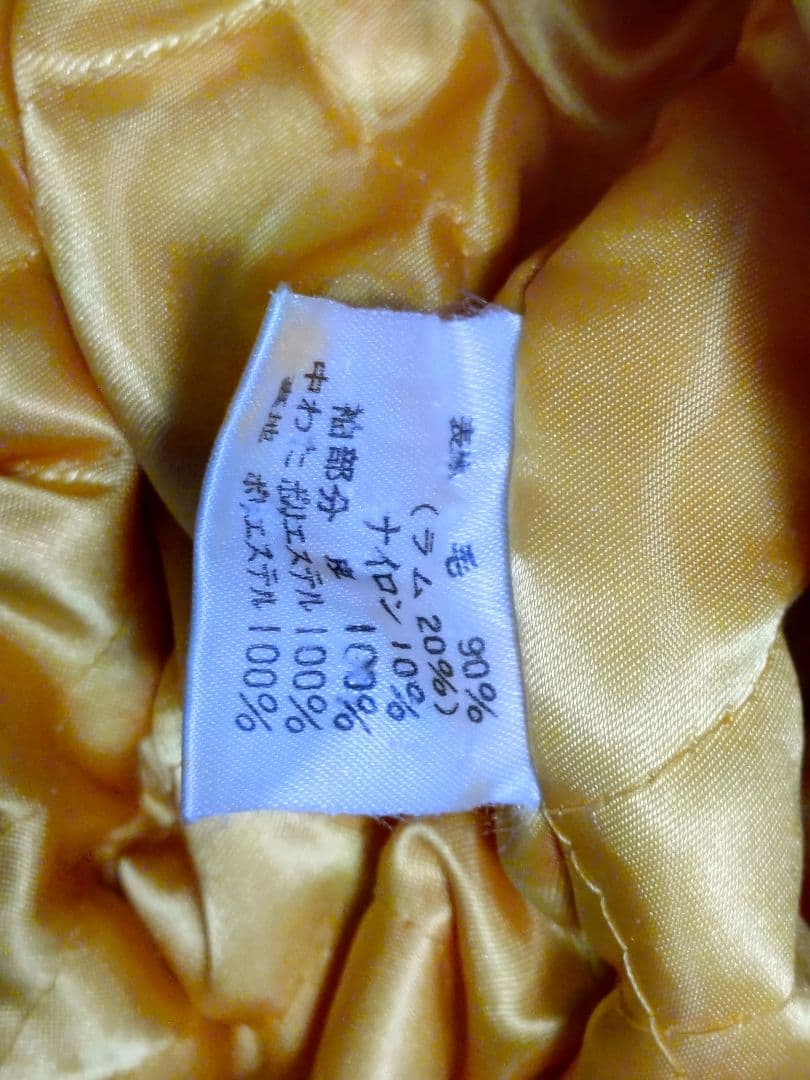 表地 毛 90%
(ラム 20%)
ナイロン 10%
袖部分 皮 100%
中わた ポリエステル 100%
裏地 ポリエステル 100%